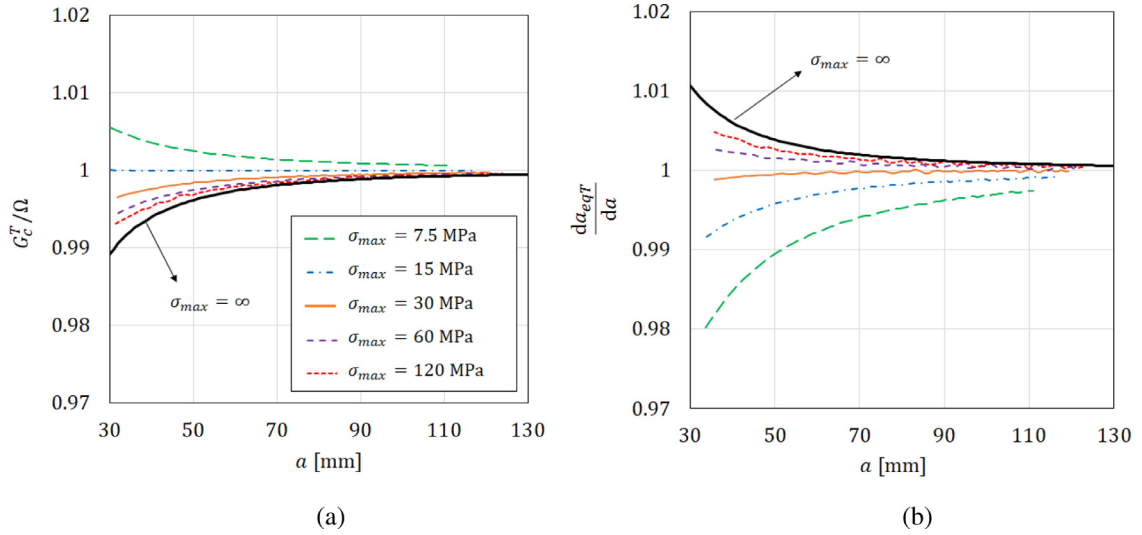 1.02
1.01
1
0.99
0.98
0.97
G_c^T/Ω
σ_max = ∞
σ_max = 7.5 MPa
σ_max = 15 MPa
σ_max = 30 MPa
σ_max = 60 MPa
σ_max = 120 MPa
30 50 70 90 110 130
a [mm]
(a)
1.02
1.01
1
0.99
0.98
0.97
da_eqT
da
σ_max = ∞
30 50 70 90 110 130
a [mm]
(b)